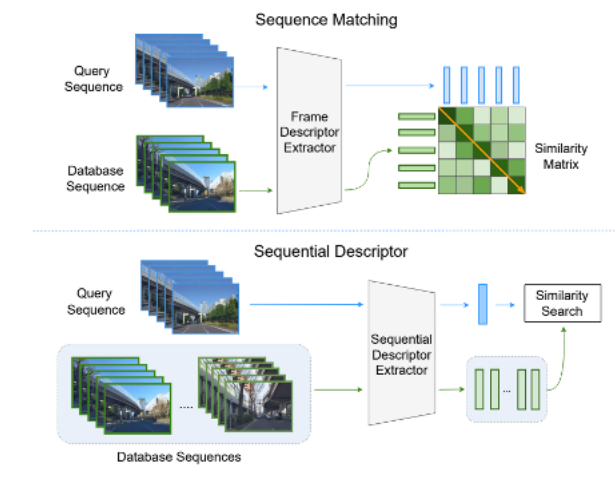 Sequence Matching
Query
Sequence
Frame
Descriptor
Extractor
Database
Sequence
Similarity
Matrix
Sequential Descriptor
Query
Sequence
Sequential
Descriptor
Extractor
Similarity
Search
....
...
Database Sequences